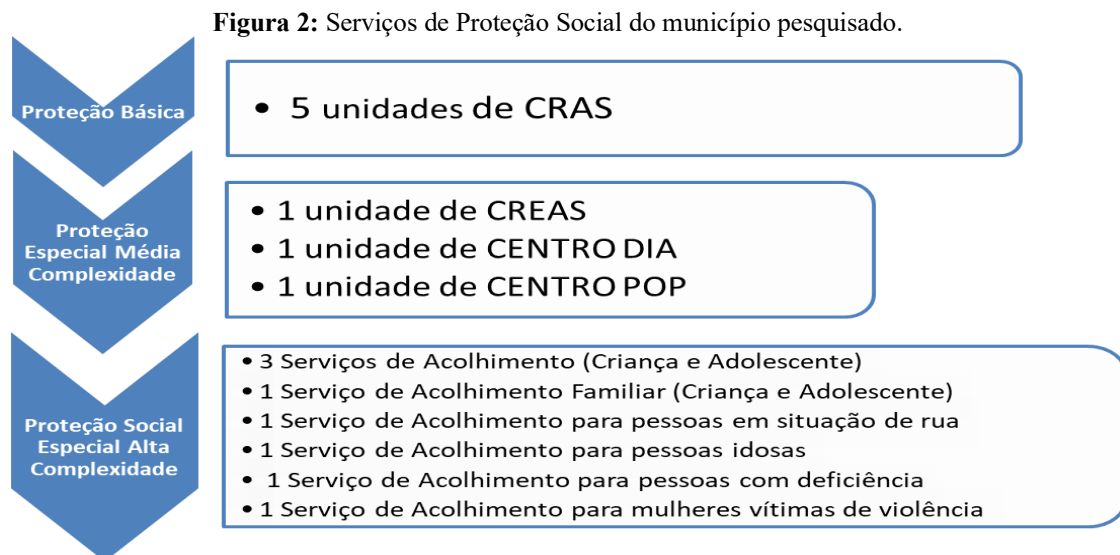 Figura 2: Serviços de Proteção Social do município pesquisado.
Proteção Básica
• 5 unidades de CRAS
Proteção
Especial Média
Complexidade
• 1 unidade de CREAS
• 1 unidade de CENTRO DIA
• 1 unidade de CENTRO POP
Proteção Social
Especial Alta
Complexidade
• 3 Serviços de Acolhimento (Criança e Adolescente)
• 1 Serviço de Acolhimento Familiar (Criança e Adolescente)
• 1 Serviço de Acolhimento para pessoas em situação de rua
• 1 Serviço de Acolhimento para pessoas idosas
• 1 Serviço de Acolhimento para pessoas com deficiência
• 1 Serviço de Acolhimento para mulheres vítimas de violência